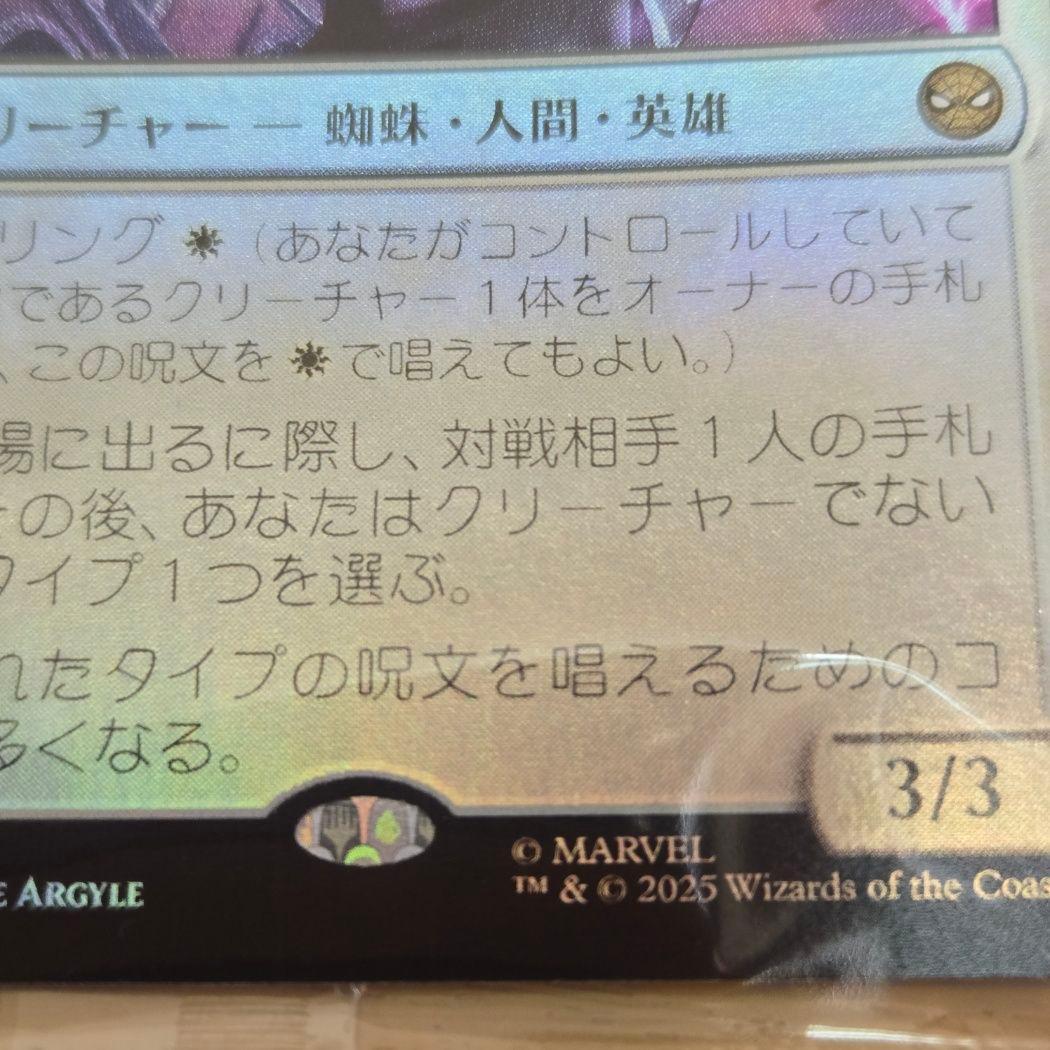 リーチャー — 蜘蛛・人間・英雄
リング (あなたがコントロールしていて
であるクリーチャー1体をオーナーの手札
、この呪文を で唱えてもよい。)
場に出るに際し、対戦相手1人の手札
の後、あなたはクリーチャーでない
タイプ1つを選ぶ。
れたタイプの呪文を唱えるためのコ
多くなる。
3/3
© MARVEL
E ARGYLE
™ & © 2025 Wizards of the Coas